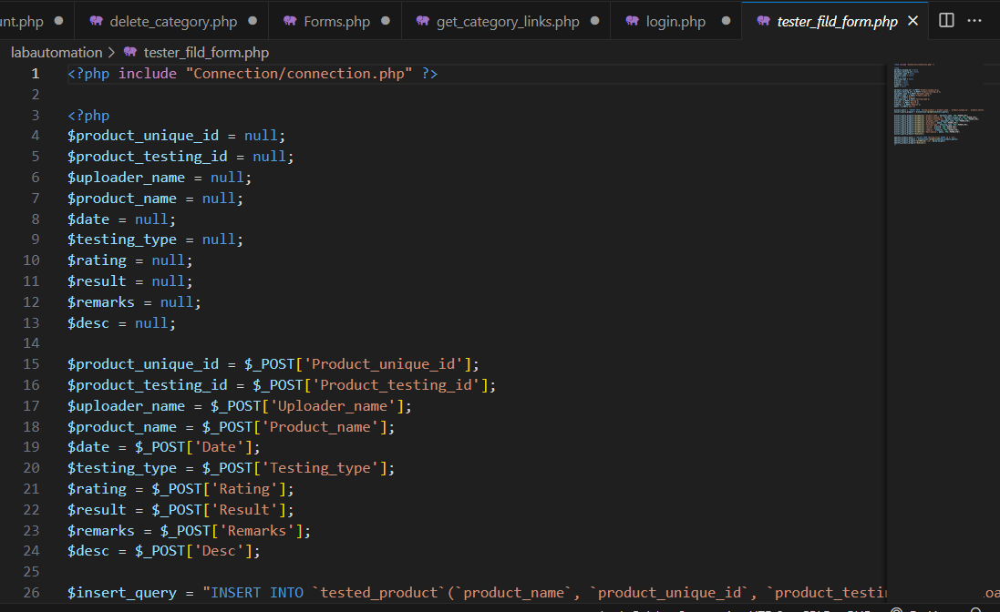 unt.php ● delete_category.php ● Forms.php ● get_category_links.php ● login.php ● tester_fild_form.php
labautomation > tester_fild_form.php
1 <?php include "Connection/connection.php" ?>
2
3 <?php
4 $product_unique_id = null;
5 $product_testing_id = null;
6 $uploader_name = null;
7 $product_name = null;
8 $date = null;
9 $testing_type = null;
10 $rating = null;
11 $result = null;
12 $remarks = null;
13 $desc = null;
14
15 $product_unique_id = $_POST['Product_unique_id'];
16 $product_testing_id = $_POST['Product_testing_id'];
17 $uploader_name = $_POST['Uploader_name'];
18 $product_name = $_POST['Product_name'];
19 $date = $_POST['Date'];
20 $testing_type = $_POST['Testing_type'];
21 $rating = $_POST['Rating'];
22 $result = $_POST['Result'];
23 $remarks = $_POST['Remarks'];
24 $desc = $_POST['Desc'];
25
26 $insert_query = "INSERT INTO `tested_product`(`product_name`, `product_unique_id`, `product_testin